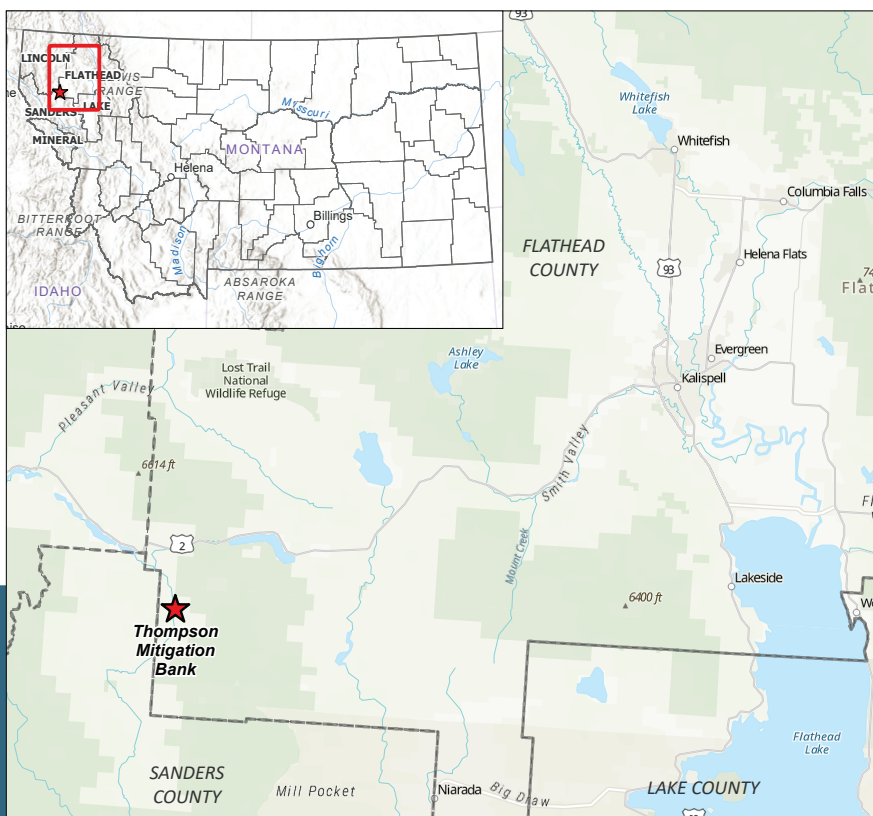 LINCOLN
FLATHEAD
RANGE
SANDERS
LAKE
MINERAL
Missouri
MONTANA
Helena
BITTERROOT
RANGE
Madison
Billings
Bighorn
ABSAROKA
RANGE
IDAHO
93
Whitefish
Lake
Whitefish
Columbia Falls
FLATHEAD
COUNTY
93
Helena Flats
Flat
Evergreen
Kalispell
Ashley
Lake
Lost Trail
National
Wildlife Refuge
Pleasant Valley
6614 ft
Smith Valley
2
Mount Creek
Lakeside
6400 ft
Thompson
Mitigation
Bank
Flathead
Lake
SANDERS
COUNTY
Mill Pocket
Niarada
Big Draw
LAKE COUNTY